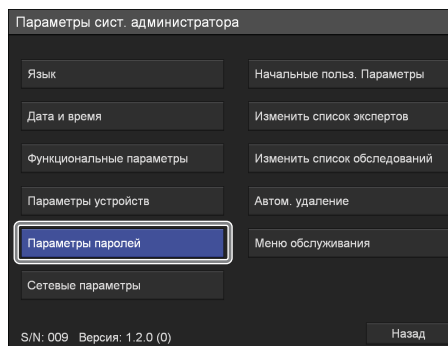 Параметры сист. администратора
Язык
Дата и время
Функциональные параметры
Параметры устройств
Параметры паролей
Сетевые параметры
Начальные польз. Параметры
Изменить список экспертов
Изменить список обследований
Автом. удаление
Меню обслуживания
S/N: 009 Версия: 1.2.0 (0)
Назад